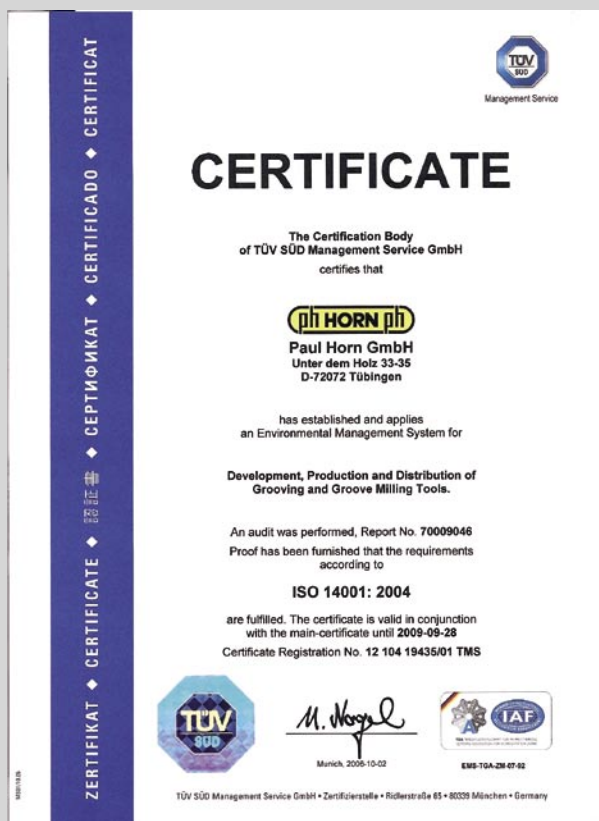 TÜV
SÜD
Management Service
CERTIFICATE
The Certification Body
of TÜV SÜD Management Service GmbH
certifies that
ph HORN ph
Paul Horn GmbH
Unter dem Holz 33-35
D-72072 Tübingen
has established and applies
an Environmental Management System for
Development, Production and Distribution of
Grooving and Groove Milling Tools.
An audit was performed, Report No. 70009046
Proof has been furnished that the requirements
according to
ISO 14001: 2004
are fulfilled. The certificate is valid in conjunction
with the main-certificate until 2009-09-28
Certificate Registration No. 12 104 19435/01 TMS
TÜV
SÜD
M. Nagel
Munich, 2006-10-02
IAF
EMS-TGA-ZM-07-92
TÜV SÜD Management Service GmbH • Zertifizierstelle • Ridlerstraße 65 • 80339 München • Germany
ZERTIFIKAT ◆ CERTIFICATE ◆ 認証書 ◆ СЕРТИФИКАТ ◆ CERTIFICADO ◆ CERTIFICAT